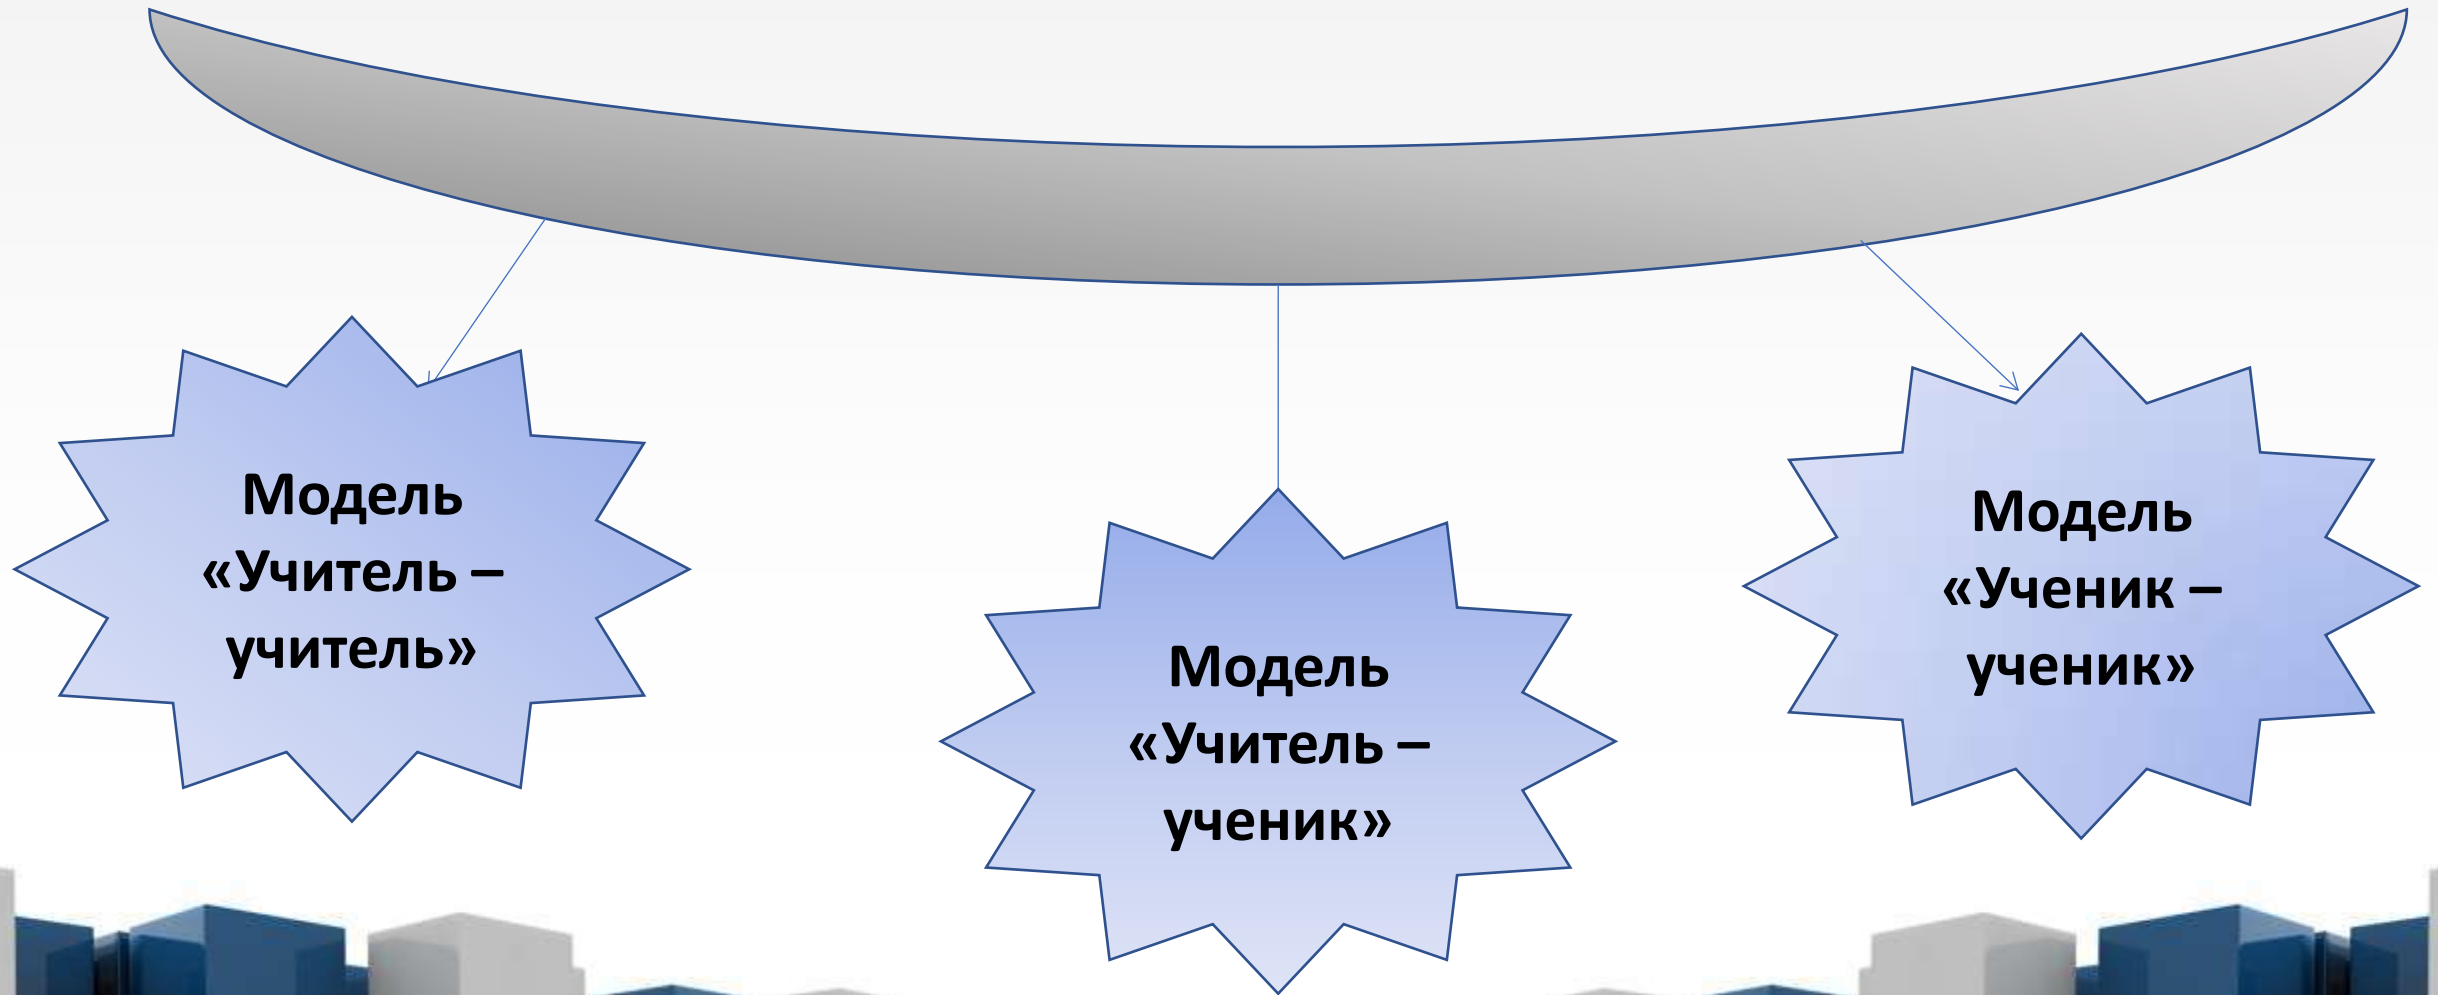 Модель
«Учитель –
учитель»
Модель
«Учитель –
ученик»
Модель
«Ученик –
ученик»